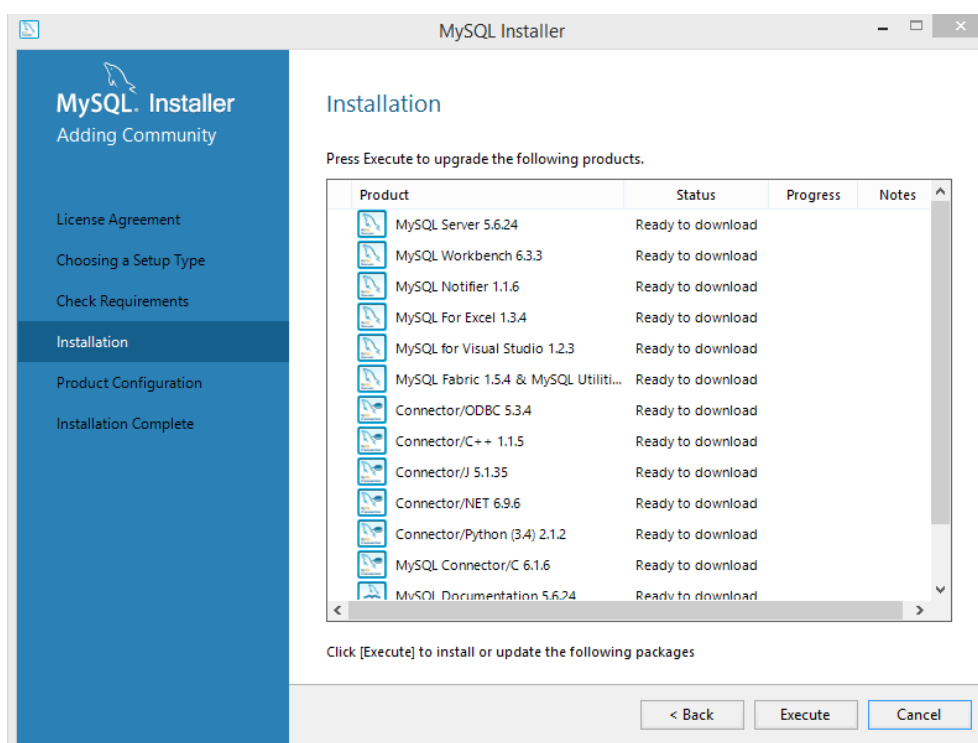 MySQL Installer
MySQL. Installer
Adding Community
License Agreement
Choosing a Setup Type
Check Requirements
Installation
Product Configuration
Installation Complete
Installation
Press Execute to upgrade the following products.
Product Status Progress Notes
MySQL Server 5.6.24 Ready to download
MySQL Workbench 6.3.3 Ready to download
MySQL Notifier 1.1.6 Ready to download
MySQL For Excel 1.3.4 Ready to download
MySQL for Visual Studio 1.2.3 Ready to download
MySQL Fabric 1.5.4 & MySQL Utiliti... Ready to download
Connector/ODBC 5.3.4 Ready to download
Connector/C++ 1.1.5 Ready to download
Connector/J 5.1.35 Ready to download
Connector/NET 6.9.6 Ready to download
Connector/Python (3.4) 2.1.2 Ready to download
MySQL Connector/C 6.1.6 Ready to download
MySQL Documentation 5.6.24 Ready to download
Click [Execute] to install or update the following packages
< Back Execute Cancel